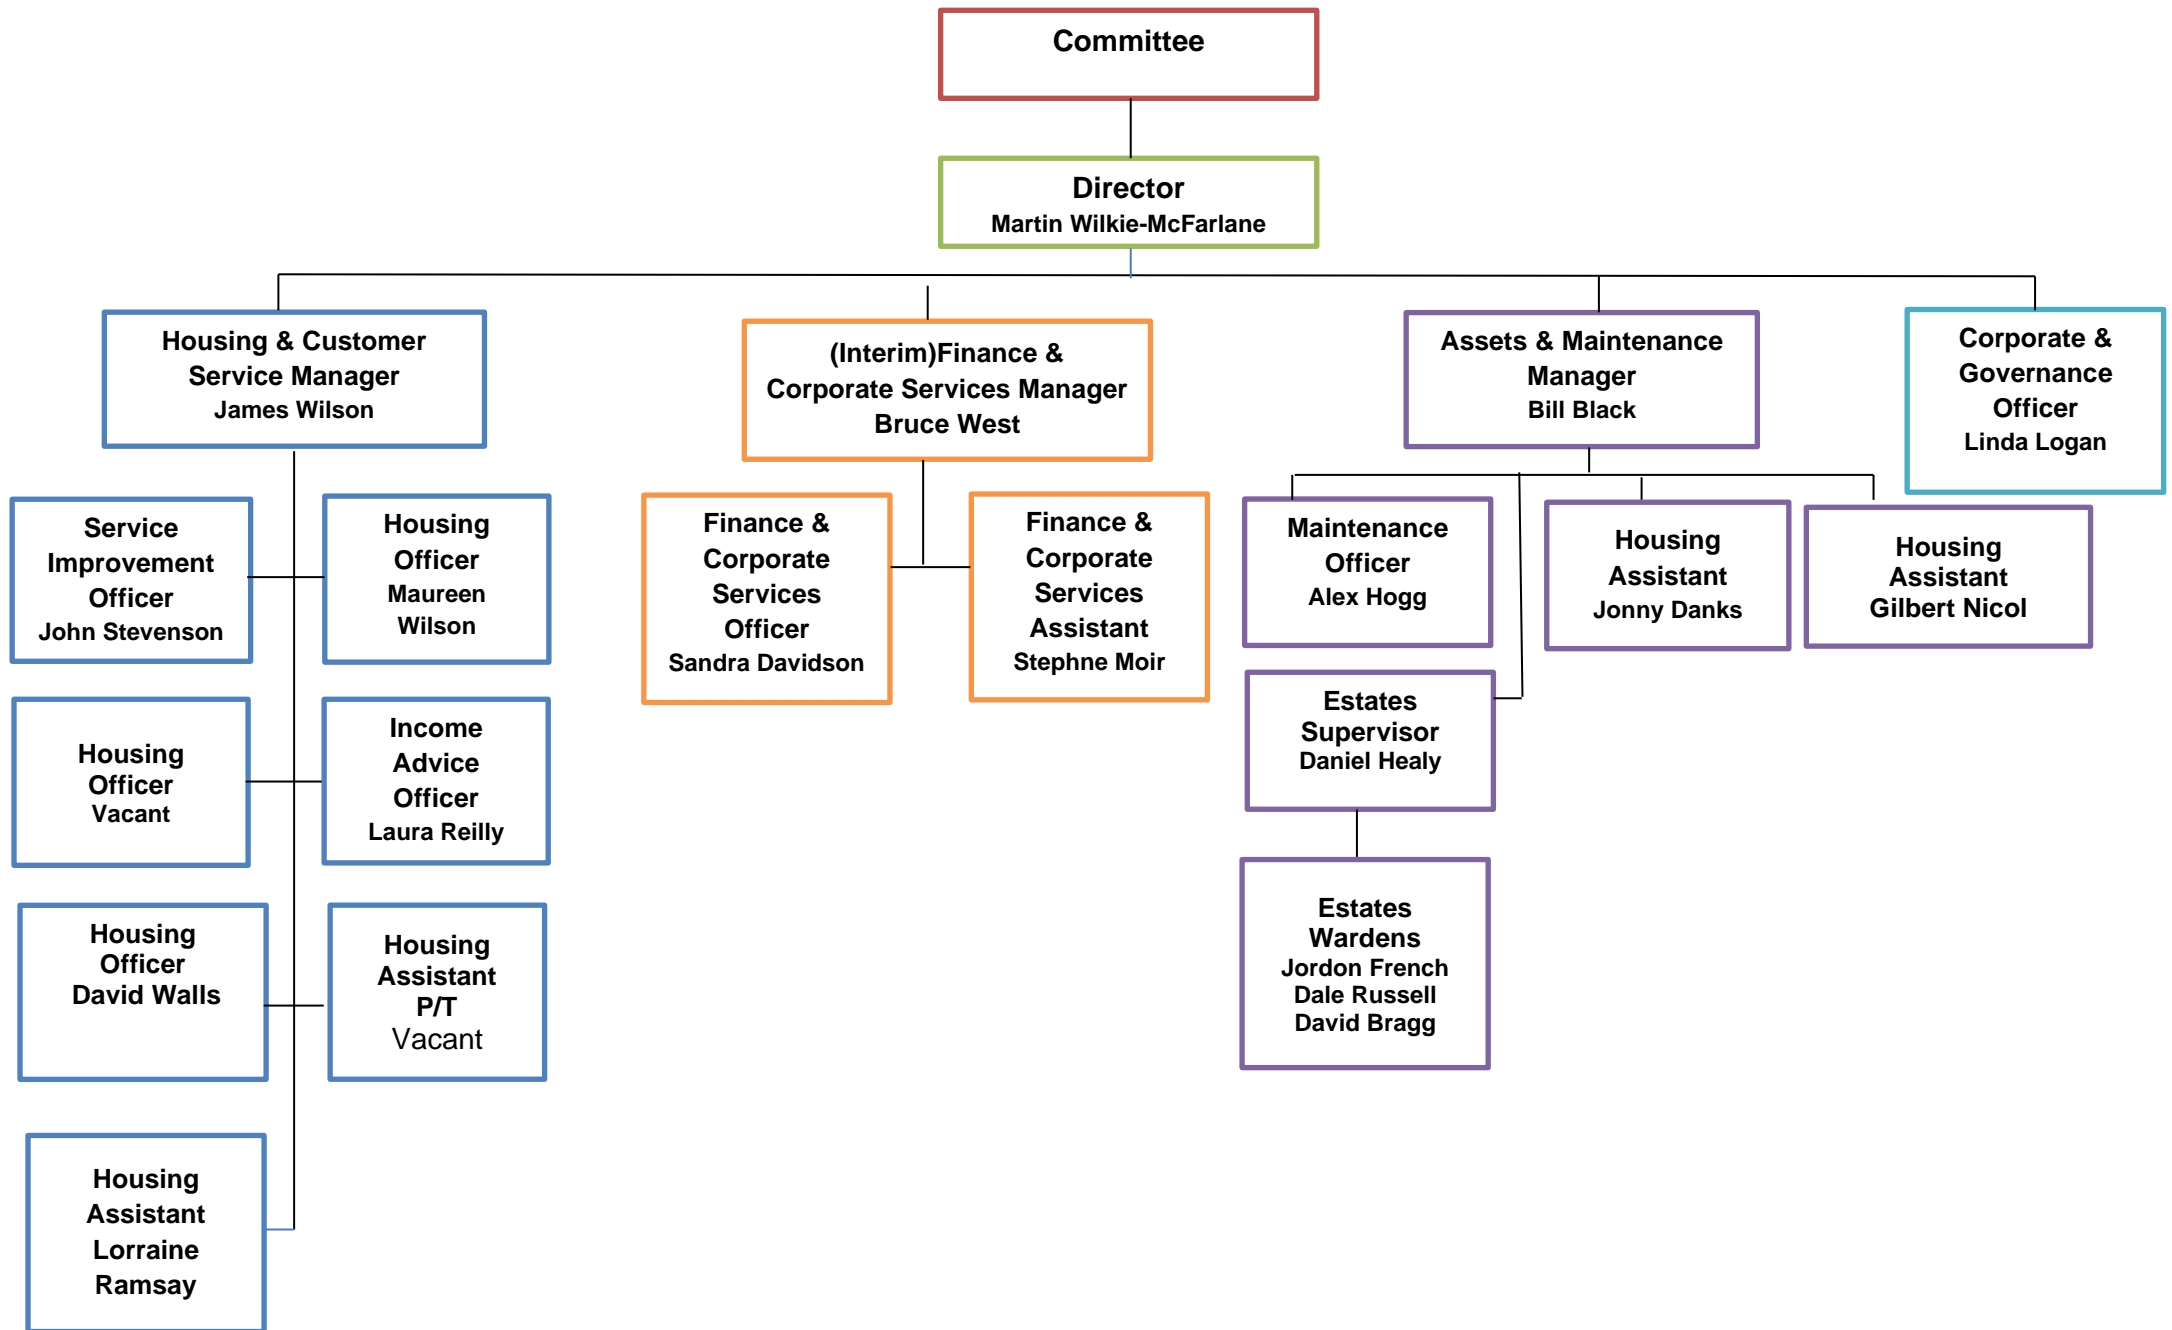 Committee
Director
Martin Wilkie-McFarlane
Housing & Customer
Service Manager
James Wilson
(Interim)Finance &
Corporate Services Manager
Bruce West
Assets & Maintenance
Manager
Bill Black
Corporate &
Governance
Officer
Linda Logan
Service
Improvement
Officer
John Stevenson
Housing
Officer
Maureen
Wilson
Finance &
Corporate
Services
Officer
Sandra Davidson
Finance &
Corporate
Services
Assistant
Stephne Moir
Maintenance
Officer
Alex Hogg
Housing
Assistant
Jonny Danks
Housing
Assistant
Gilbert Nicol
Housing
Officer
Vacant
Income
Advice
Officer
Laura Reilly
Estates
Supervisor
Daniel Healy
Housing
Officer
David Walls
Housing
Assistant
P/T
Vacant
Estates
Wardens
Jordon French
Dale Russell
David Bragg
Housing
Assistant
Lorraine
Ramsay